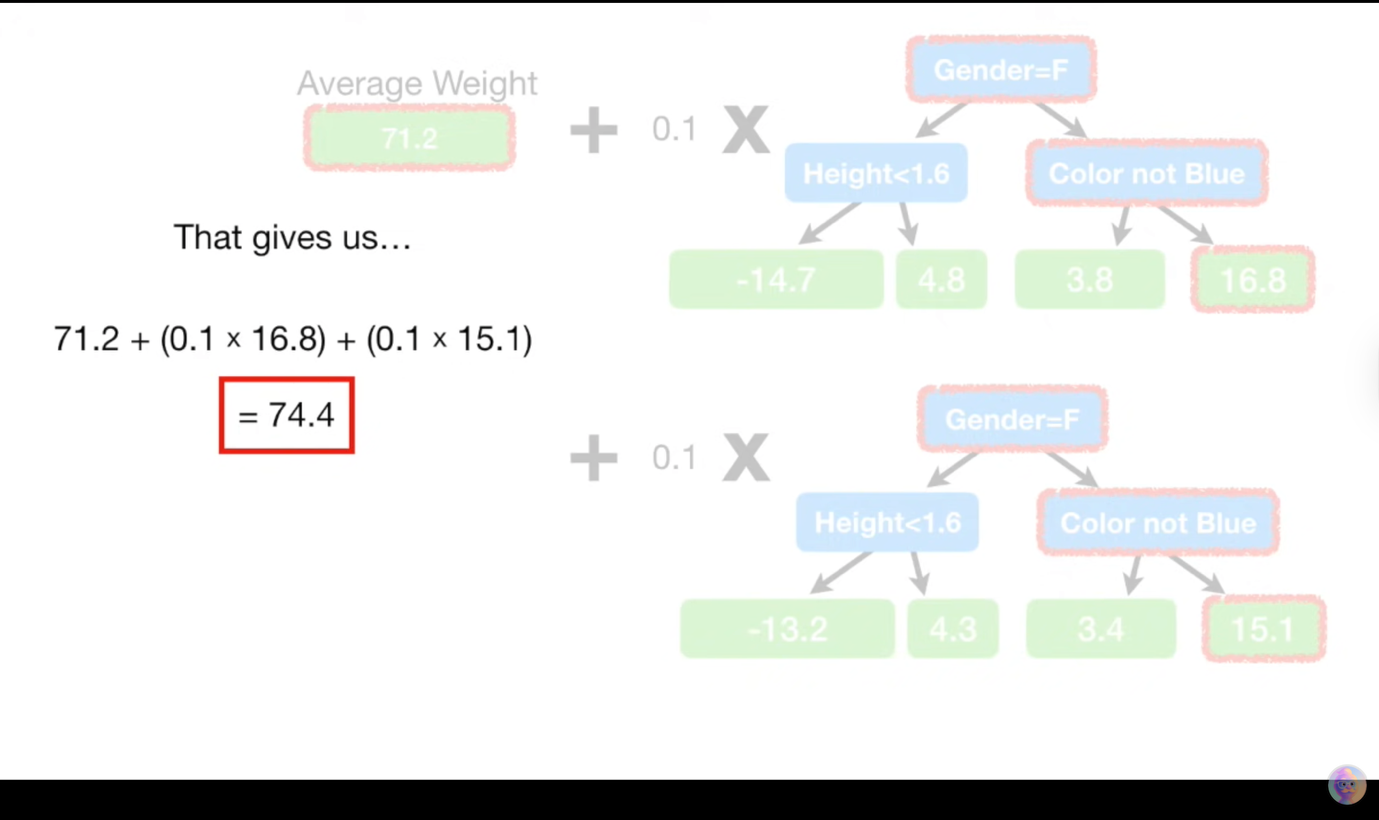 Average Weight
71.2
+ 0.1 X
Gender=F
Height<1.6
Color not Blue
-14.7
4.8
3.8
16.8
That gives us…
71.2 + (0.1 × 16.8) + (0.1 × 15.1)
= 74.4
+ 0.1 X
Gender=F
Height<1.6
Color not Blue
-13.2
4.3
3.4
15.1